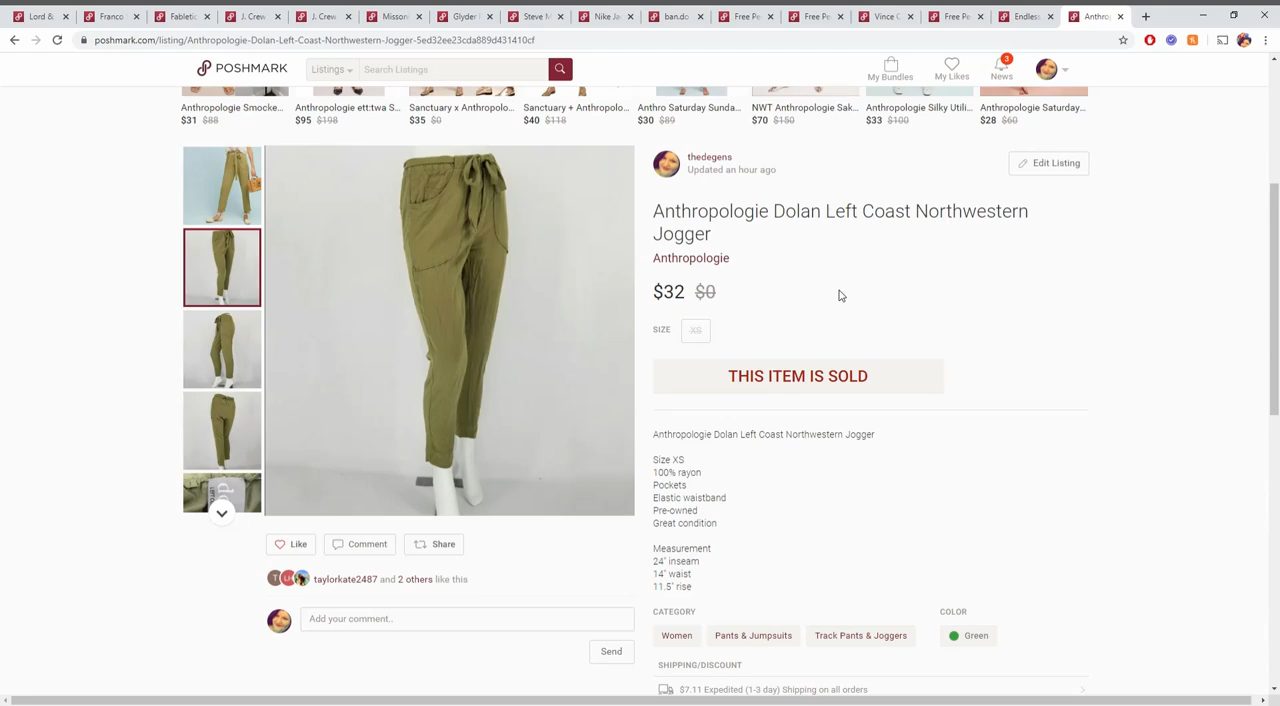 Lord &
Franco
Fabletic
J. Crew
J. Crew
Missoni
Glyder
Steve M
Nike Ja
ban.do
Free Pe
Free Pe
Vince C
Free Pe
Endless
Anthro
poshmark.com/listing/Anthropologie-Dolan-Left-Coast-Northwestern-Jogger-5ed32ee23cda889d431410cf
POSHMARK
Listings
Search Listings
My Bundles
My Likes
3
News
Anthropologie Smocke...
Anthropologie ett:twa S...
Sanctuary x Anthropolo...
Sanctuary + Anthropolo...
Anthro Saturday Sunda...
NWT Anthropologie Sak...
Anthropologie Silky Utili...
Anthropologie Saturday...
$31 $88
$95 $198
$35 $0
$40 $118
$30 $89
$70 $150
$33 $100
$28 $60
thedegens
Updated an hour ago
Edit Listing
Anthropologie Dolan Left Coast Northwestern
Jogger
Anthropologie
$32 $0
SIZE XS
THIS ITEM IS SOLD
Anthropologie Dolan Left Coast Northwestern Jogger
Size XS
100% rayon
Pockets
Elastic waistband
Pre-owned
Great condition
Measurement
24" inseam
14" waist
11.5" rise
Like
Comment
Share
taylorkate2487 and 2 others like this
Add your comment..
Send
CATEGORY
COLOR
Women
Pants & Jumpsuits
Track Pants & Joggers
Green
SHIPPING/DISCOUNT
$7.11 Expedited (1-3 day) Shipping on all orders